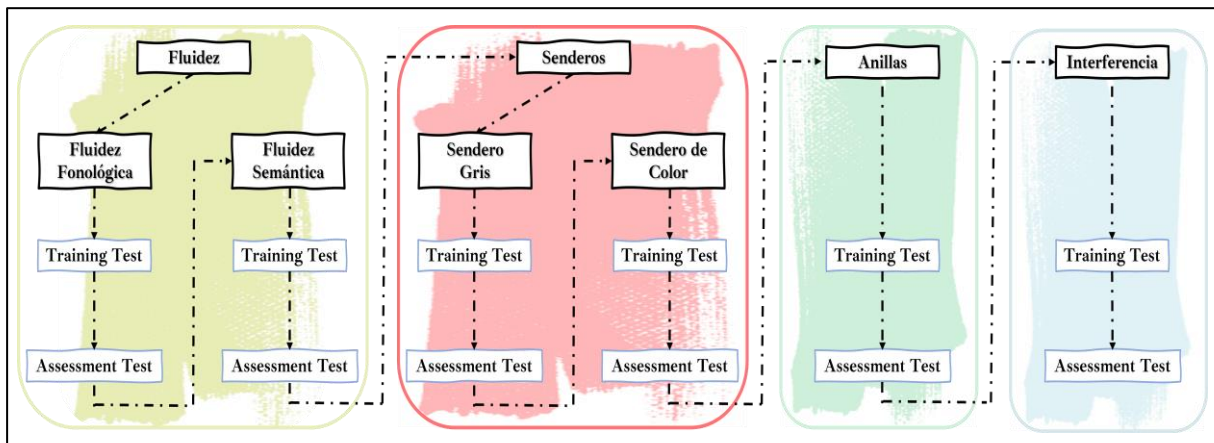 Fluidez
Fluidez
Fonológica
Training Test
Assessment Test
Fluidez
Semántica
Training Test
Assessment Test
Senderos
Sendero
Gris
Training Test
Assessment Test
Sendero de
Color
Training Test
Assessment Test
Anillas
Training Test
Assessment Test
Interferencia
Training Test
Assessment Test